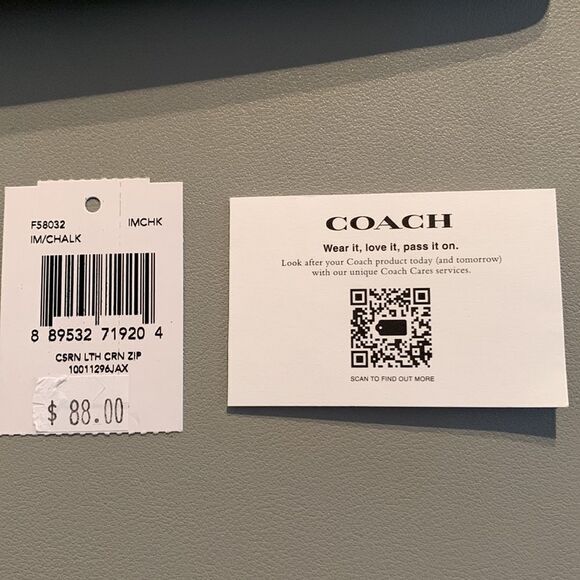 F58032 IMCHK
IM/CHALK
8 89532 71920 4
CSRN LTH CRN ZIP
10011296JAX
$ 88.00
COACH
Wear it, love it, pass it on.
Look after your Coach product today (and tomorrow)
with our unique Coach Cares services.
SCAN TO FIND OUT MORE